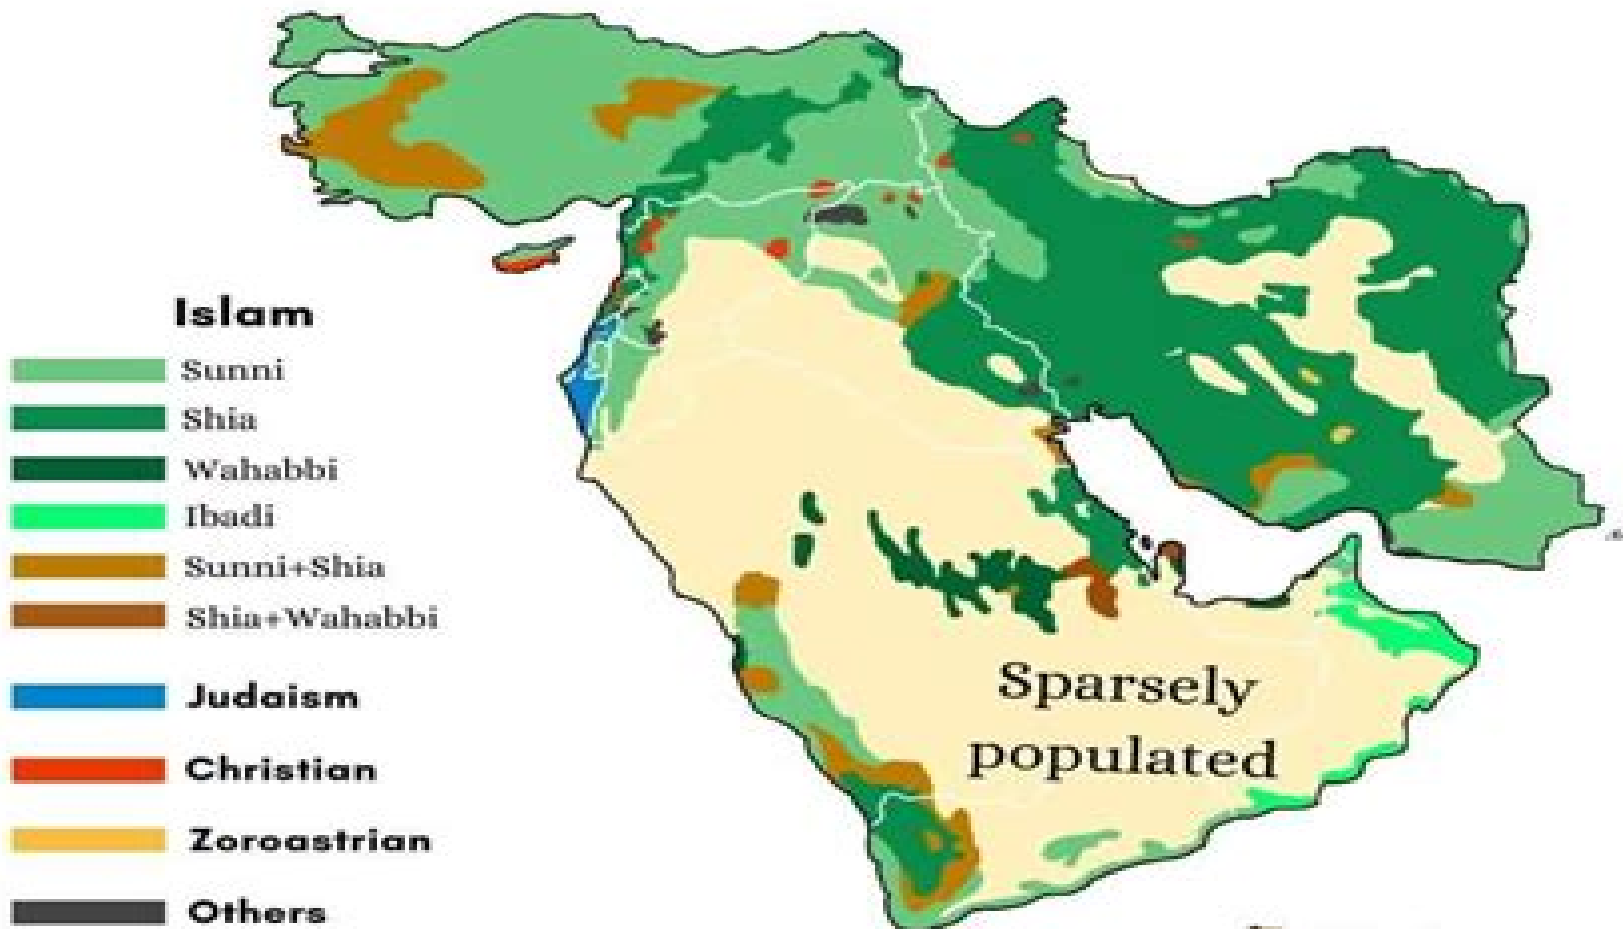 Islam
Sunni
Shia
Wahabbi
Ibadi
Sunni+Shia
Shia+Wahabbi
Judaism
Christian
Zoroastrian
Others
Sparsely
populated